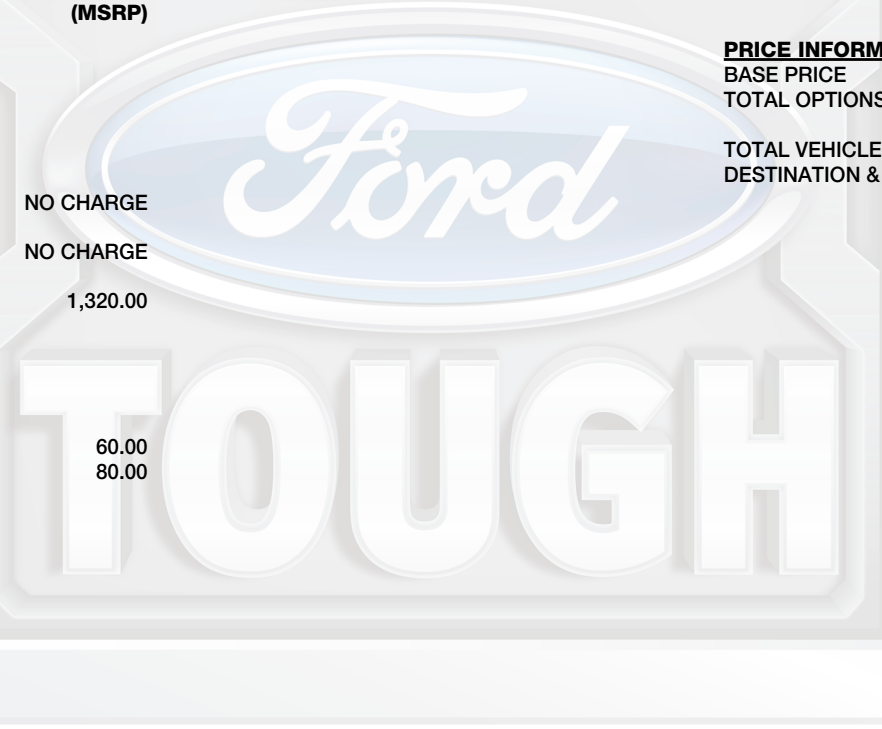 (MSRP)
NO CHARGE
NO CHARGE
1,320.00
60.00
80.00
PRICE INFORM
BASE PRICE
TOTAL OPTIONS
TOTAL VEHICLE
DESTINATION &
Ford
TOUGH